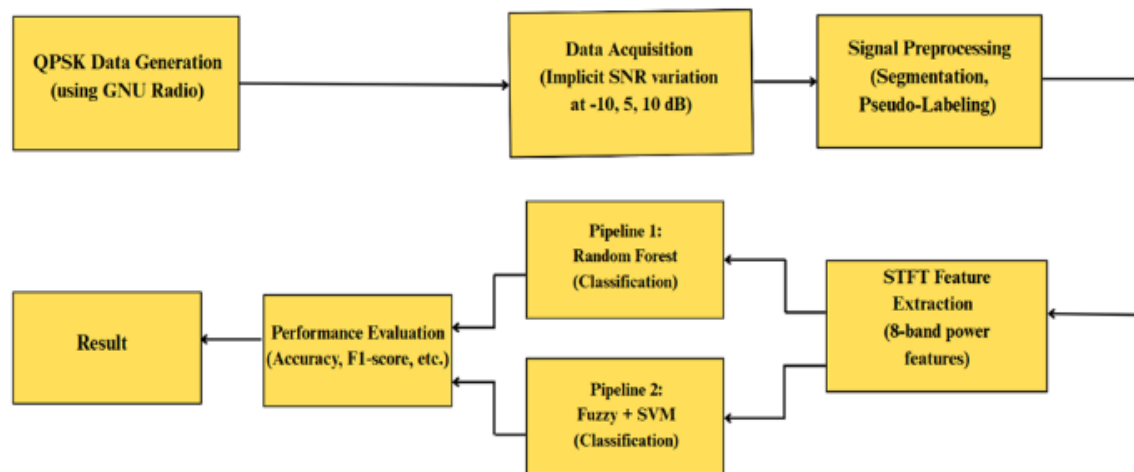 QPSK Data Generation
(using GNU Radio)
Data Acquisition
(Implicit SNR variation
at -10, 5, 10 dB)
Signal Preprocessing
(Segmentation,
Pseudo-Labeling)
STFT Feature
Extraction
(8-band power
features)
Pipeline 1:
Random Forest
(Classification)
Pipeline 2:
Fuzzy + SVM
(Classification)
Performance Evaluation
(Accuracy, F1-score, etc.)
Result